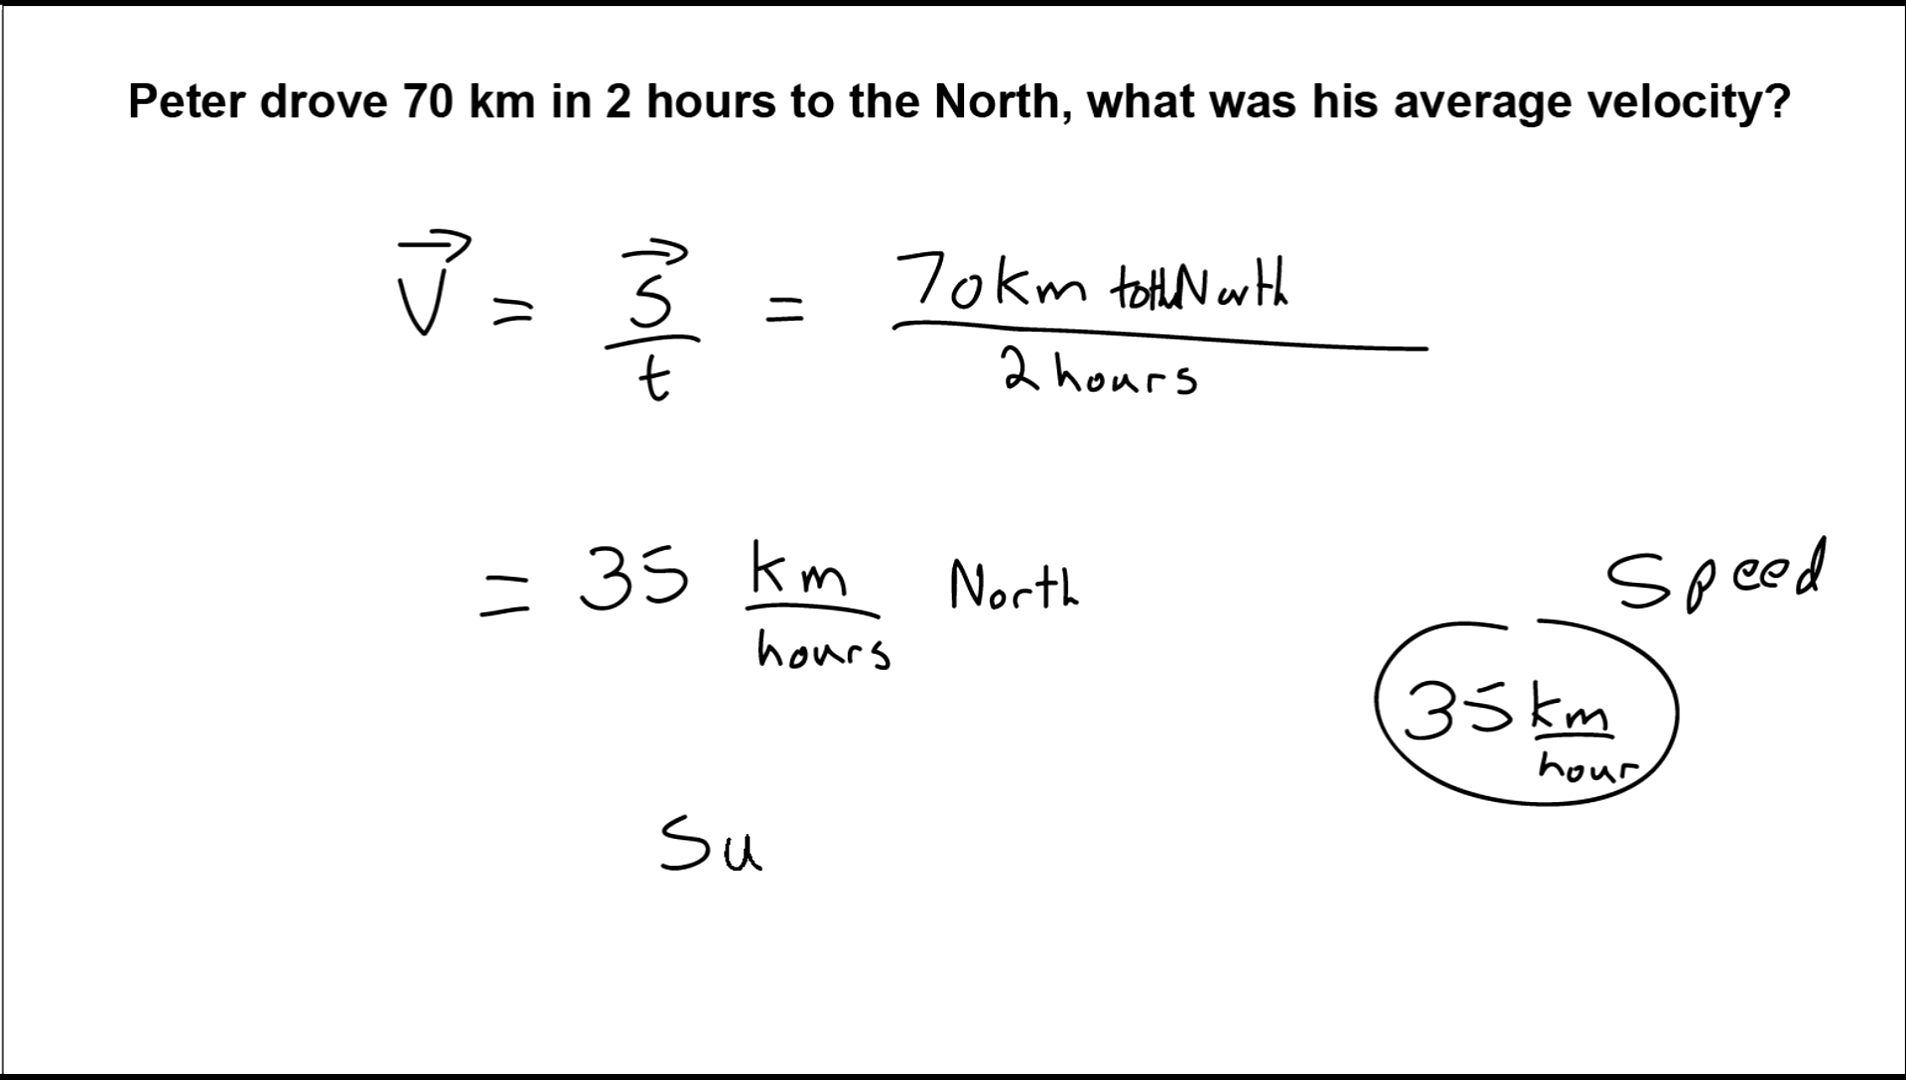 Peter drove 70 km in 2 hours to the North, what was his average velocity?
V = S/t = 70km to the North / 2 hours
= 35 km/hours North
Speed
35 km/hour
Su